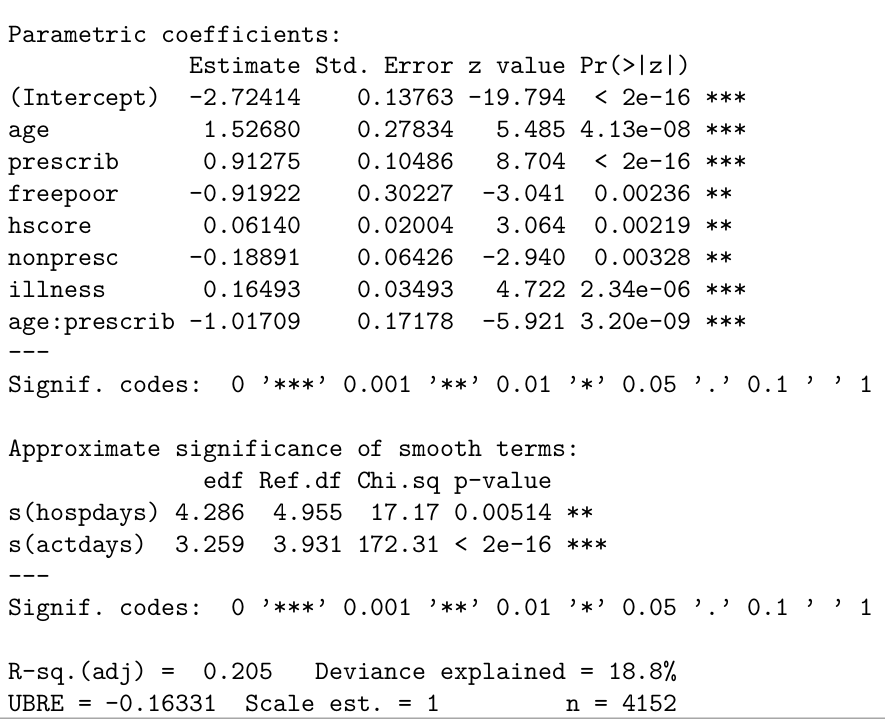 Parametric coefficients:
Estimate Std. Error z value Pr(>|z|)
(Intercept) -2.72414 0.13763 -19.794 < 2e-16 ***
age 1.52680 0.27834 5.485 4.13e-08 ***
prescrib 0.91275 0.10486 8.704 < 2e-16 ***
freepoor -0.91922 0.30227 -3.041 0.00236 **
hscore 0.06140 0.02004 3.064 0.00219 **
nonpresc -0.18891 0.06426 -2.940 0.00328 **
illness 0.16493 0.03493 4.722 2.34e-06 ***
age:prescrib -1.01709 0.17178 -5.921 3.20e-09 ***
---
Signif. codes: 0 ’***’ 0.001 ’**’ 0.01 ’*’ 0.05 ’.’ 0.1 ’ ’ 1
Approximate significance of smooth terms:
edf Ref.df Chi.sq p-value
s(hospdays) 4.286 4.955 17.17 0.00514 **
s(actdays) 3.259 3.931 172.31 < 2e-16 ***
---
Signif. codes: 0 ’***’ 0.001 ’**’ 0.01 ’*’ 0.05 ’.’ 0.1 ’ ’ 1
R-sq.(adj) = 0.205 Deviance explained = 18.8%
UBRE = -0.16331 Scale est. = 1 n = 4152